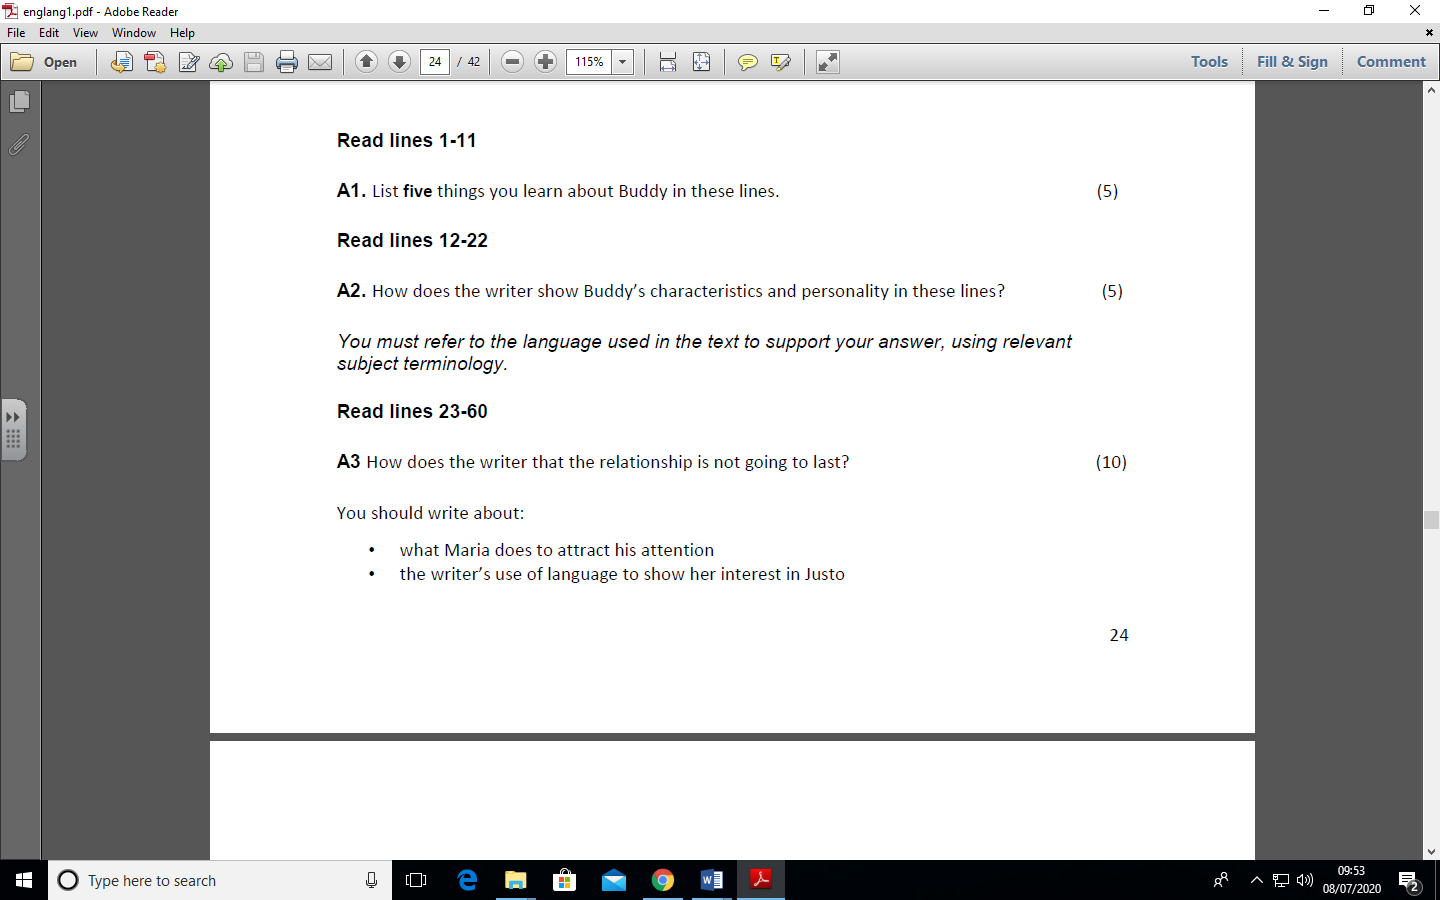 englang1.pdf - Adobe Reader
File Edit View Window Help
Open 24 / 42 115% Tools Fill & Sign Comment
Read lines 1-11
A1. List five things you learn about Buddy in these lines. (5)
Read lines 12-22
A2. How does the writer show Buddy's characteristics and personality in these lines? (5)
You must refer to the language used in the text to support your answer, using relevant
subject terminology.
Read lines 23-60
A3 How does the writer that the relationship is not going to last? (10)
You should write about:
• what Maria does to attract his attention
• the writer's use of language to show her interest in Justo
24
Type here to search
09:53
08/07/2020
2